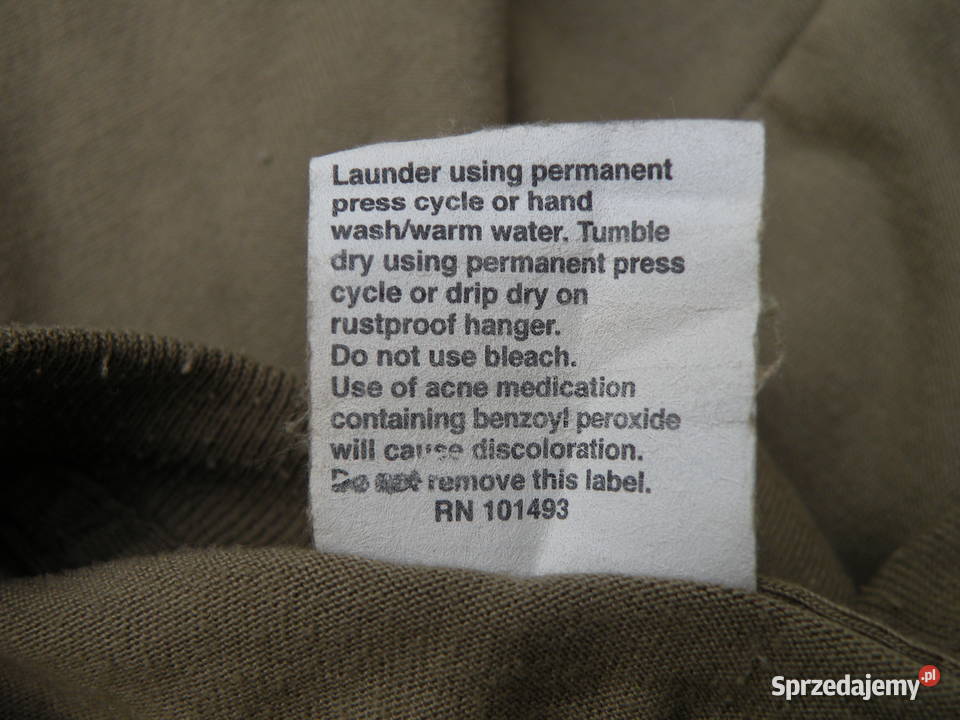 Launder using permanent
press cycle or hand
wash/warm water. Tumble
dry using permanent press
cycle or drip dry on
rustproof hanger.
Do not use bleach.
Use of acne medication
containing benzoyl peroxide
will cause discoloration.
Do not remove this label.
RN 101493
Sprzedajemy.pl